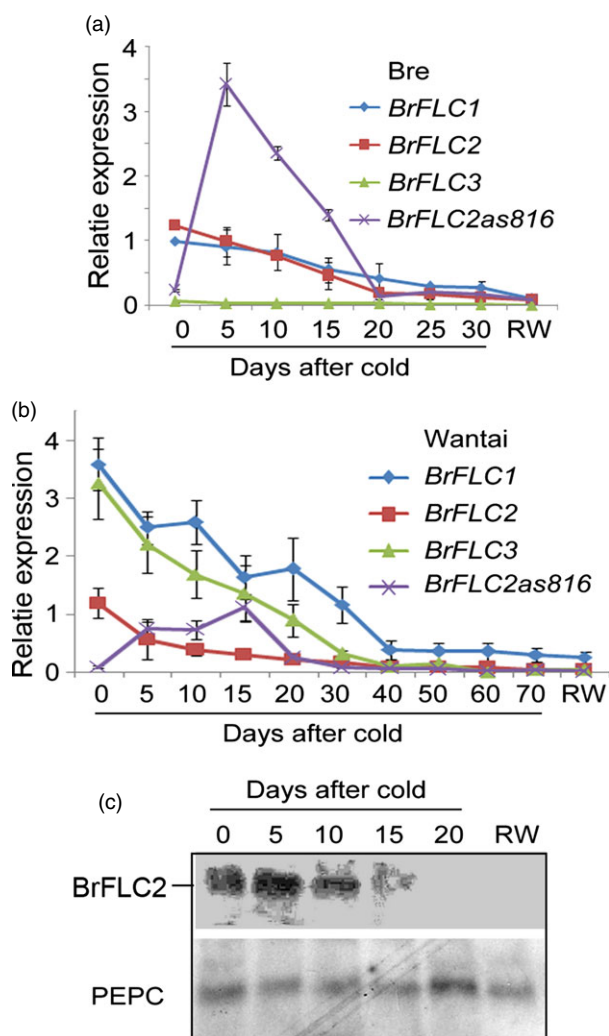 (a)
4
3
2
1
0
Relatie expression
Bre
BrFLC1
BrFLC2
BrFLC3
BrFLC2as816
0 5 10 15 20 25 30 RW
Days after cold
(b)
4
3
2
1
0
Relatie expression
Wantai
BrFLC1
BrFLC2
BrFLC3
BrFLC2as816
0 5 10 15 20 30 40 50 60 70 RW
Days after cold
(c)
Days after cold
0 5 10 15 20 RW
BrFLC2
PEPC